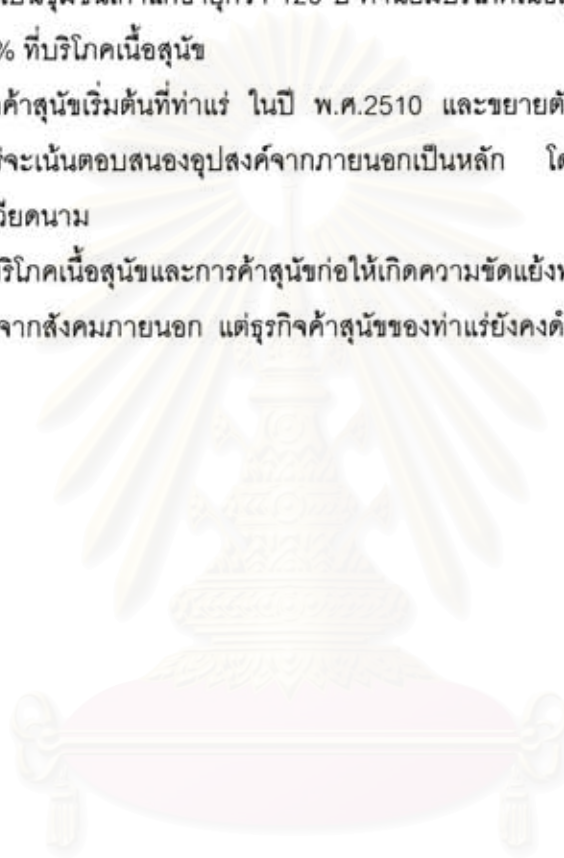 % ที่บริโภคเนื้อสุนัข
ค้าสุนัขเริ่มต้นที่ท่าแร่ ในปี พ.ศ.2510 และขยายตั
จะเน้นตอบสนองอุปสงค์จากภายนอกเป็นหลัก โด
วียดนาม
ริโภคเนื้อสุนัขและการค้าสุนัขก่อให้เกิดความขัดแย้งท
จากสังคมภายนอก แต่ธุรกิจค้าสุนัขของท่าแร่ยังคงดำ